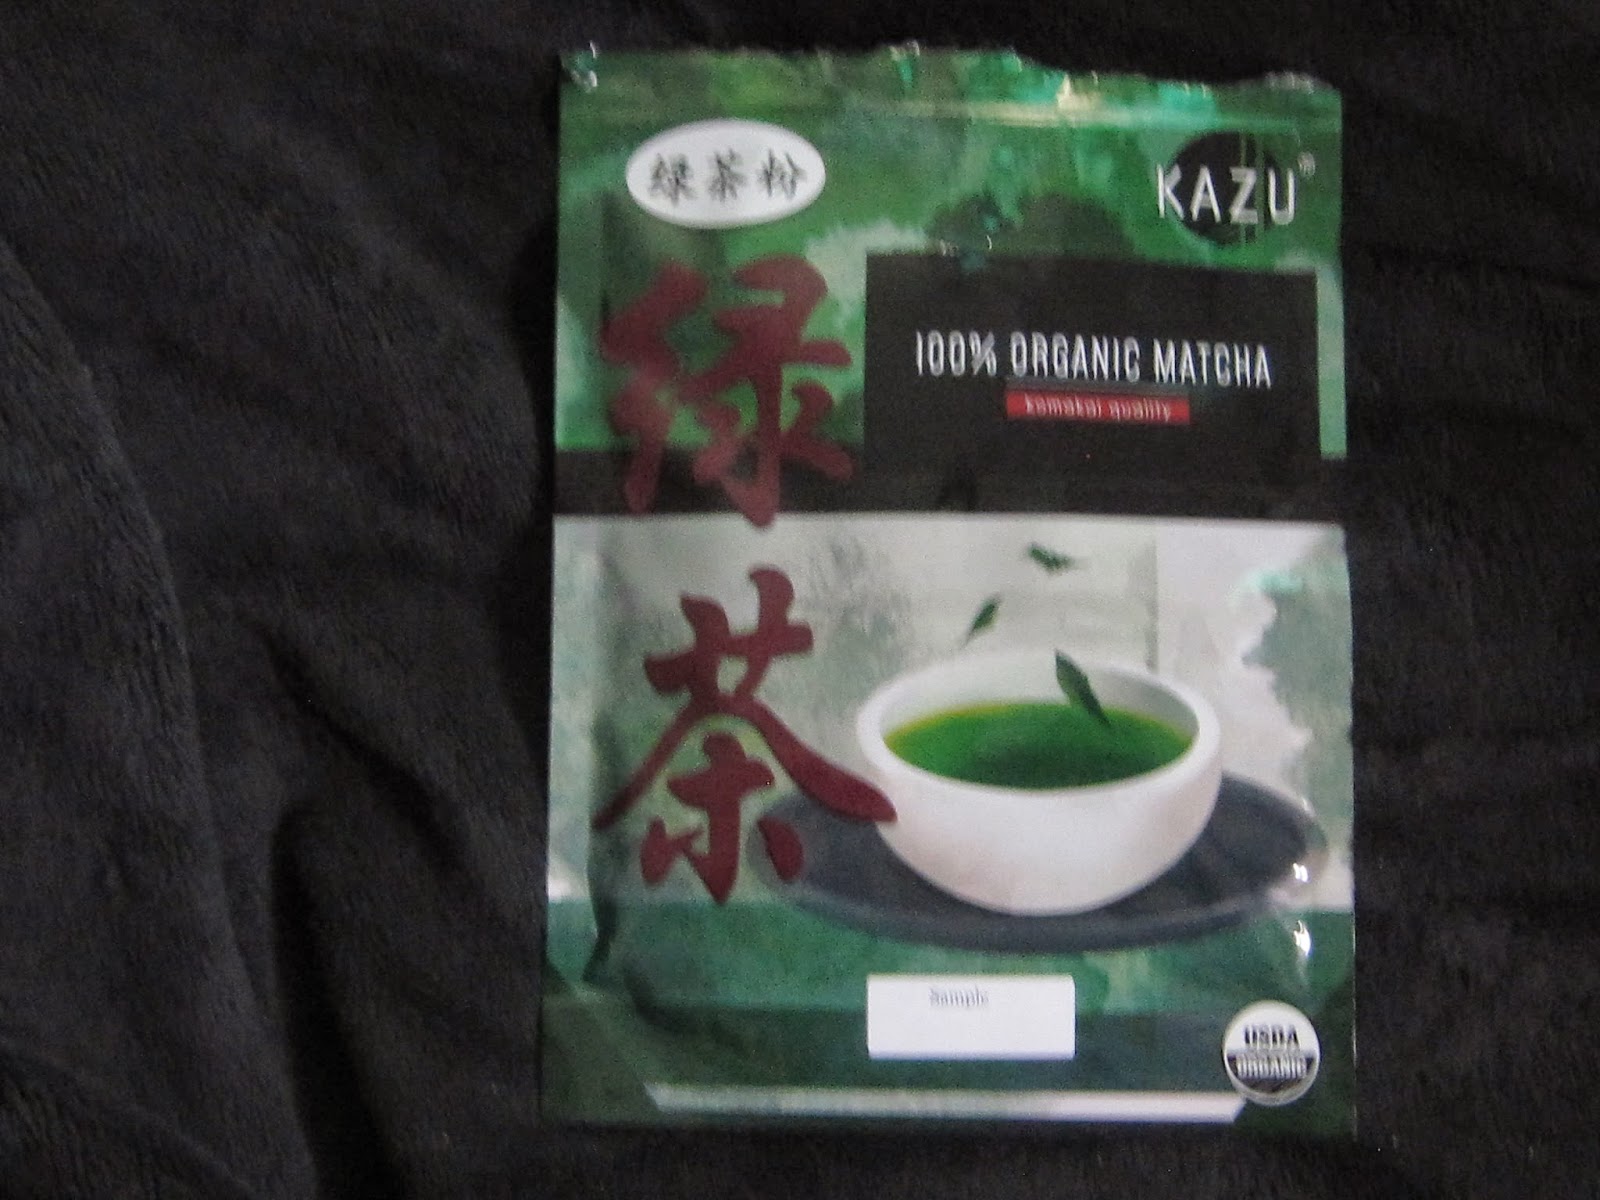 绿茶粉
KAZU®
绿茶
100% ORGANIC MATCHA
komakai quality
Sample
USDA
ORGANIC